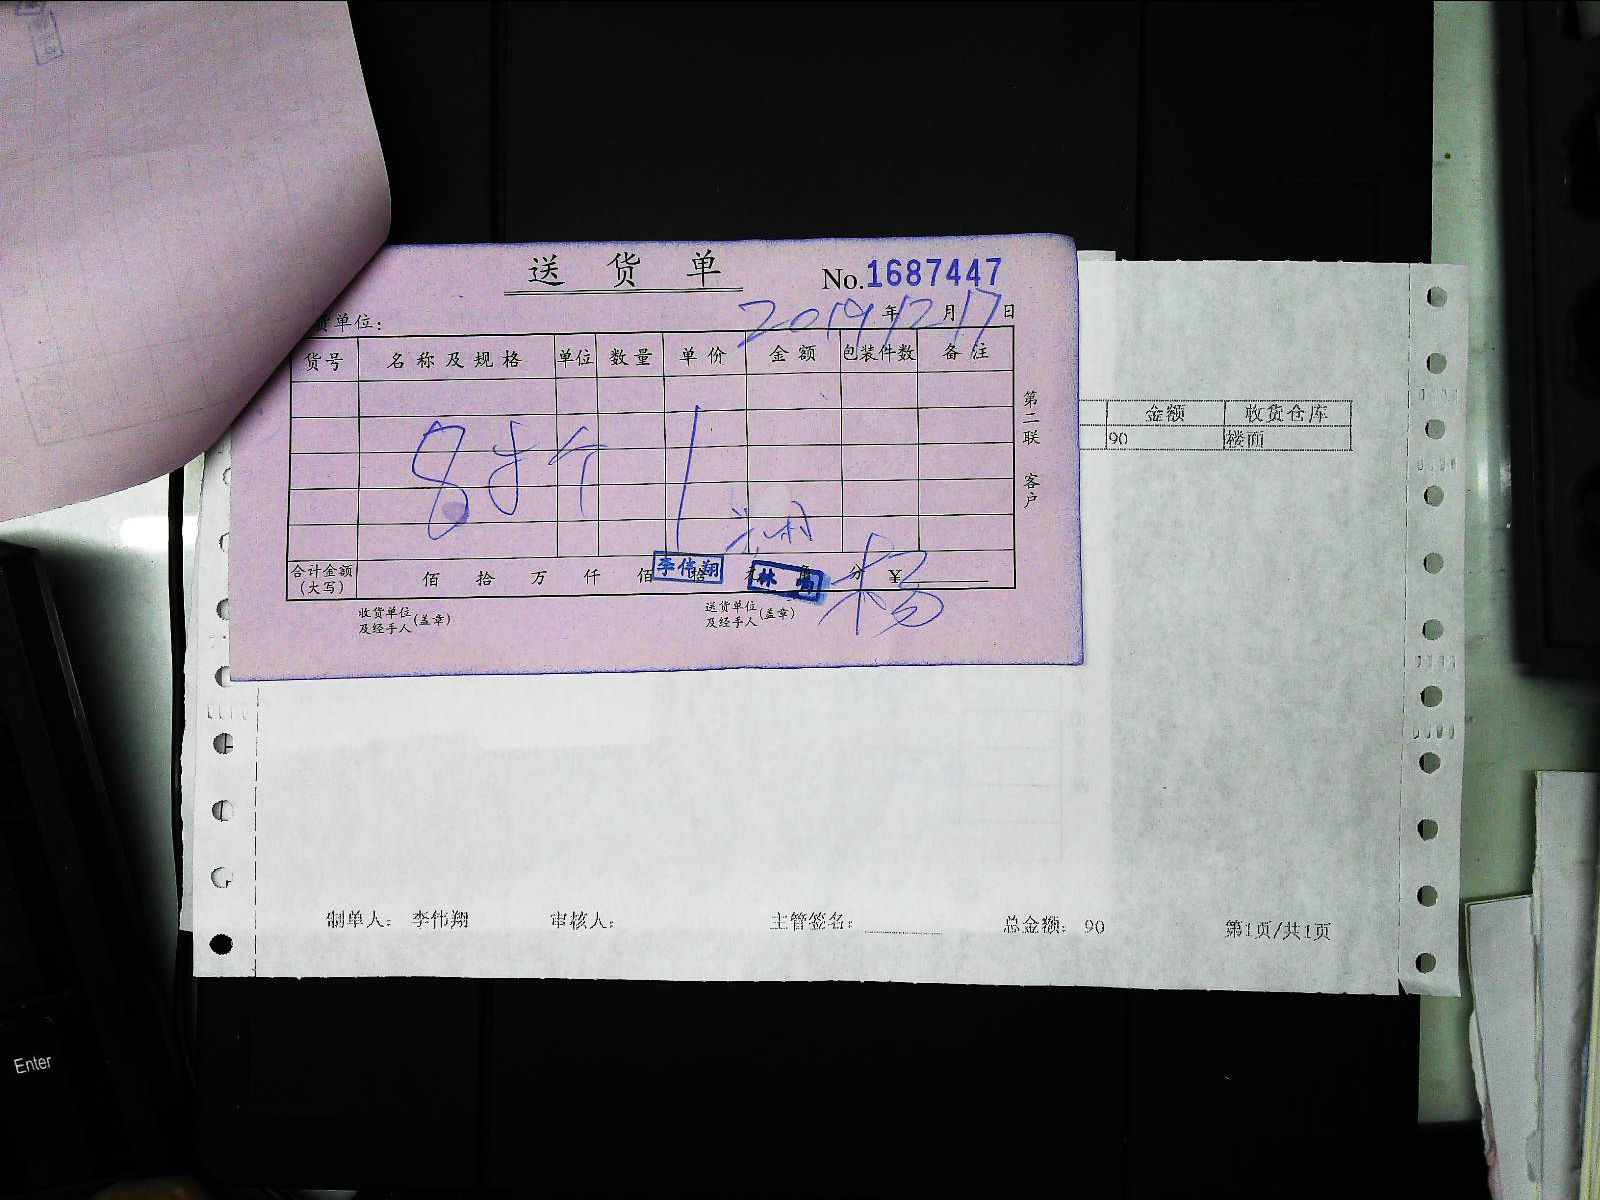 送 货 单
No.1687447
2019 年 12 月 17 日
货单位：
货号 名称及规格 单位 数量 单价 金额 包装件数 备注
第二联 客户
金额 收货仓库
90 楼面
李伟翔
合计金额（大写） 佰 拾 万 仟 佰 拾 元 角 分 ¥
杨
收货单位及经手人(盖章) 送货单位及经手人(盖章)
制单人：李伟翔 审核人： 主管签名： 总金额：90 第1页/共1页
Enter